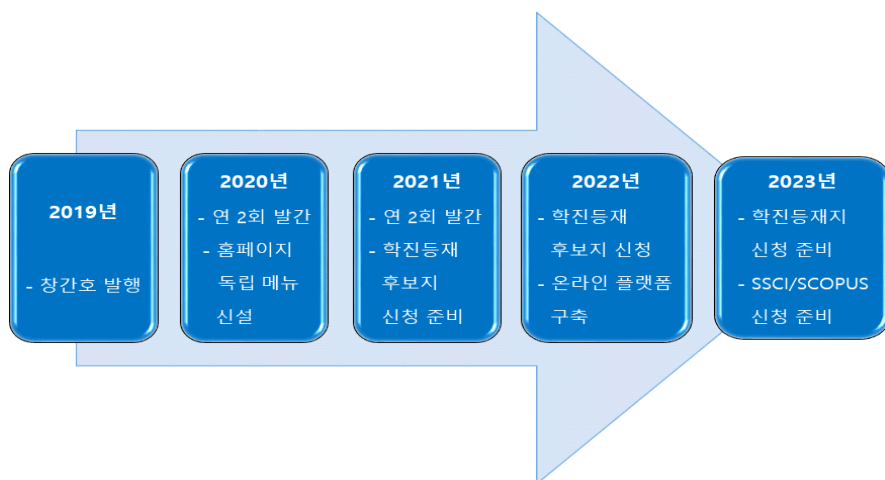 2019년
- 창간호 발행
2020년
- 연 2회 발간
- 홈페이지
독립 메뉴
신설
2021년
- 연 2회 발간
- 학진등재
후보지
신청 준비
2022년
- 학진등재
후보지 신청
- 온라인 플랫폼
구축
2023년
- 학진등재지
신청 준비
- SSCI/SCOPUS
신청 준비